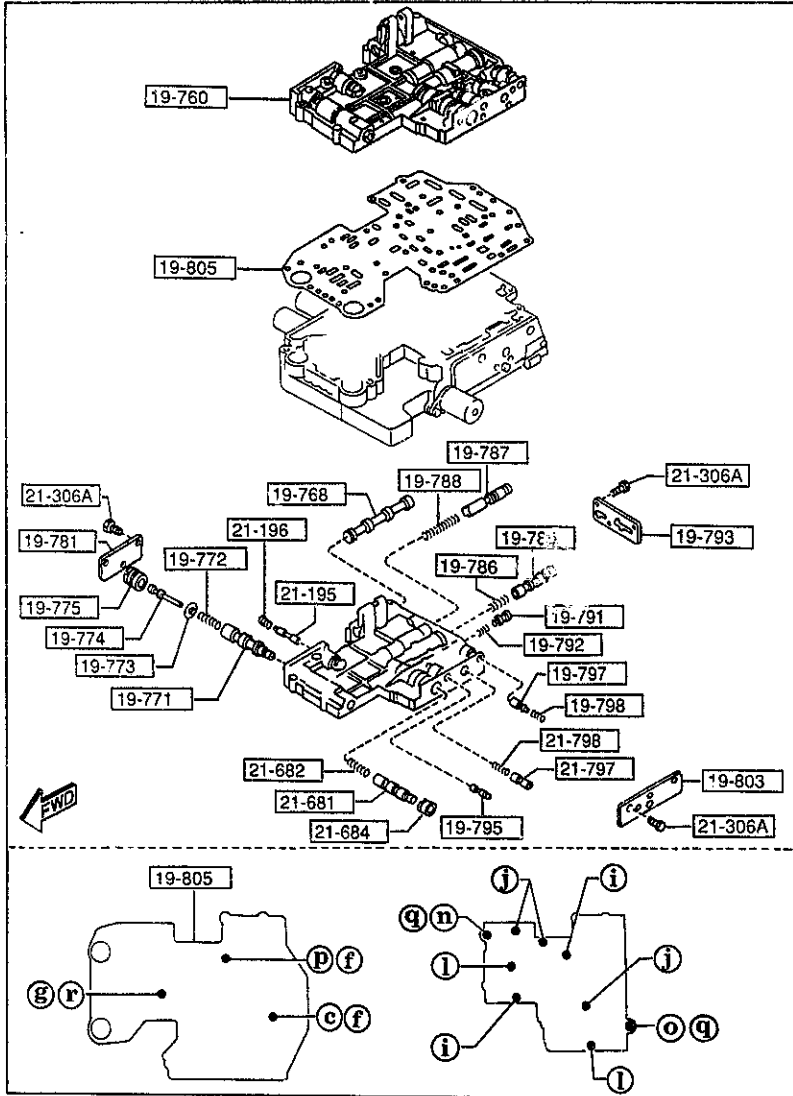 19-760
19-805
19-787
19-788
21-306A
19-768
21-306A
21-196
19-781
19-772
19-793
19-786
21-195
19-775
19-791
19-774
19-792
19-773
19-797
19-771
19-798
21-798
21-682
21-797
19-803
21-681
FWD
21-684
19-795
21-306A
19-805
j
i
q n
p f
l
j
g r
c f
o q
i
l